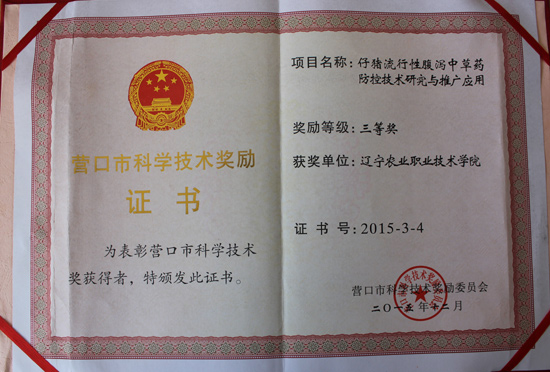 营口市科学技术奖励
证书
为表彰营口市科学技术
奖获得者，特颁发此证书。
项目名称：仔猪流行性腹泻中草药
防控技术研究与推广应用
奖励等级：三等奖
获奖单位：辽宁农业职业技术学院
证书号：2015-3-4
营口市科学技术奖励委员会
二〇一五年十二月